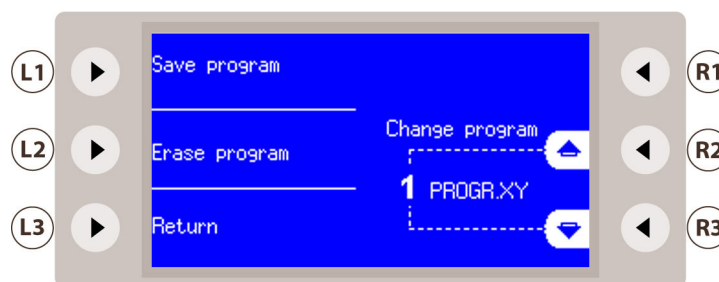 L1
Save program
R1
Change program
L2
Erase program
R2
1 PROGR.XY
L3
Return
R3